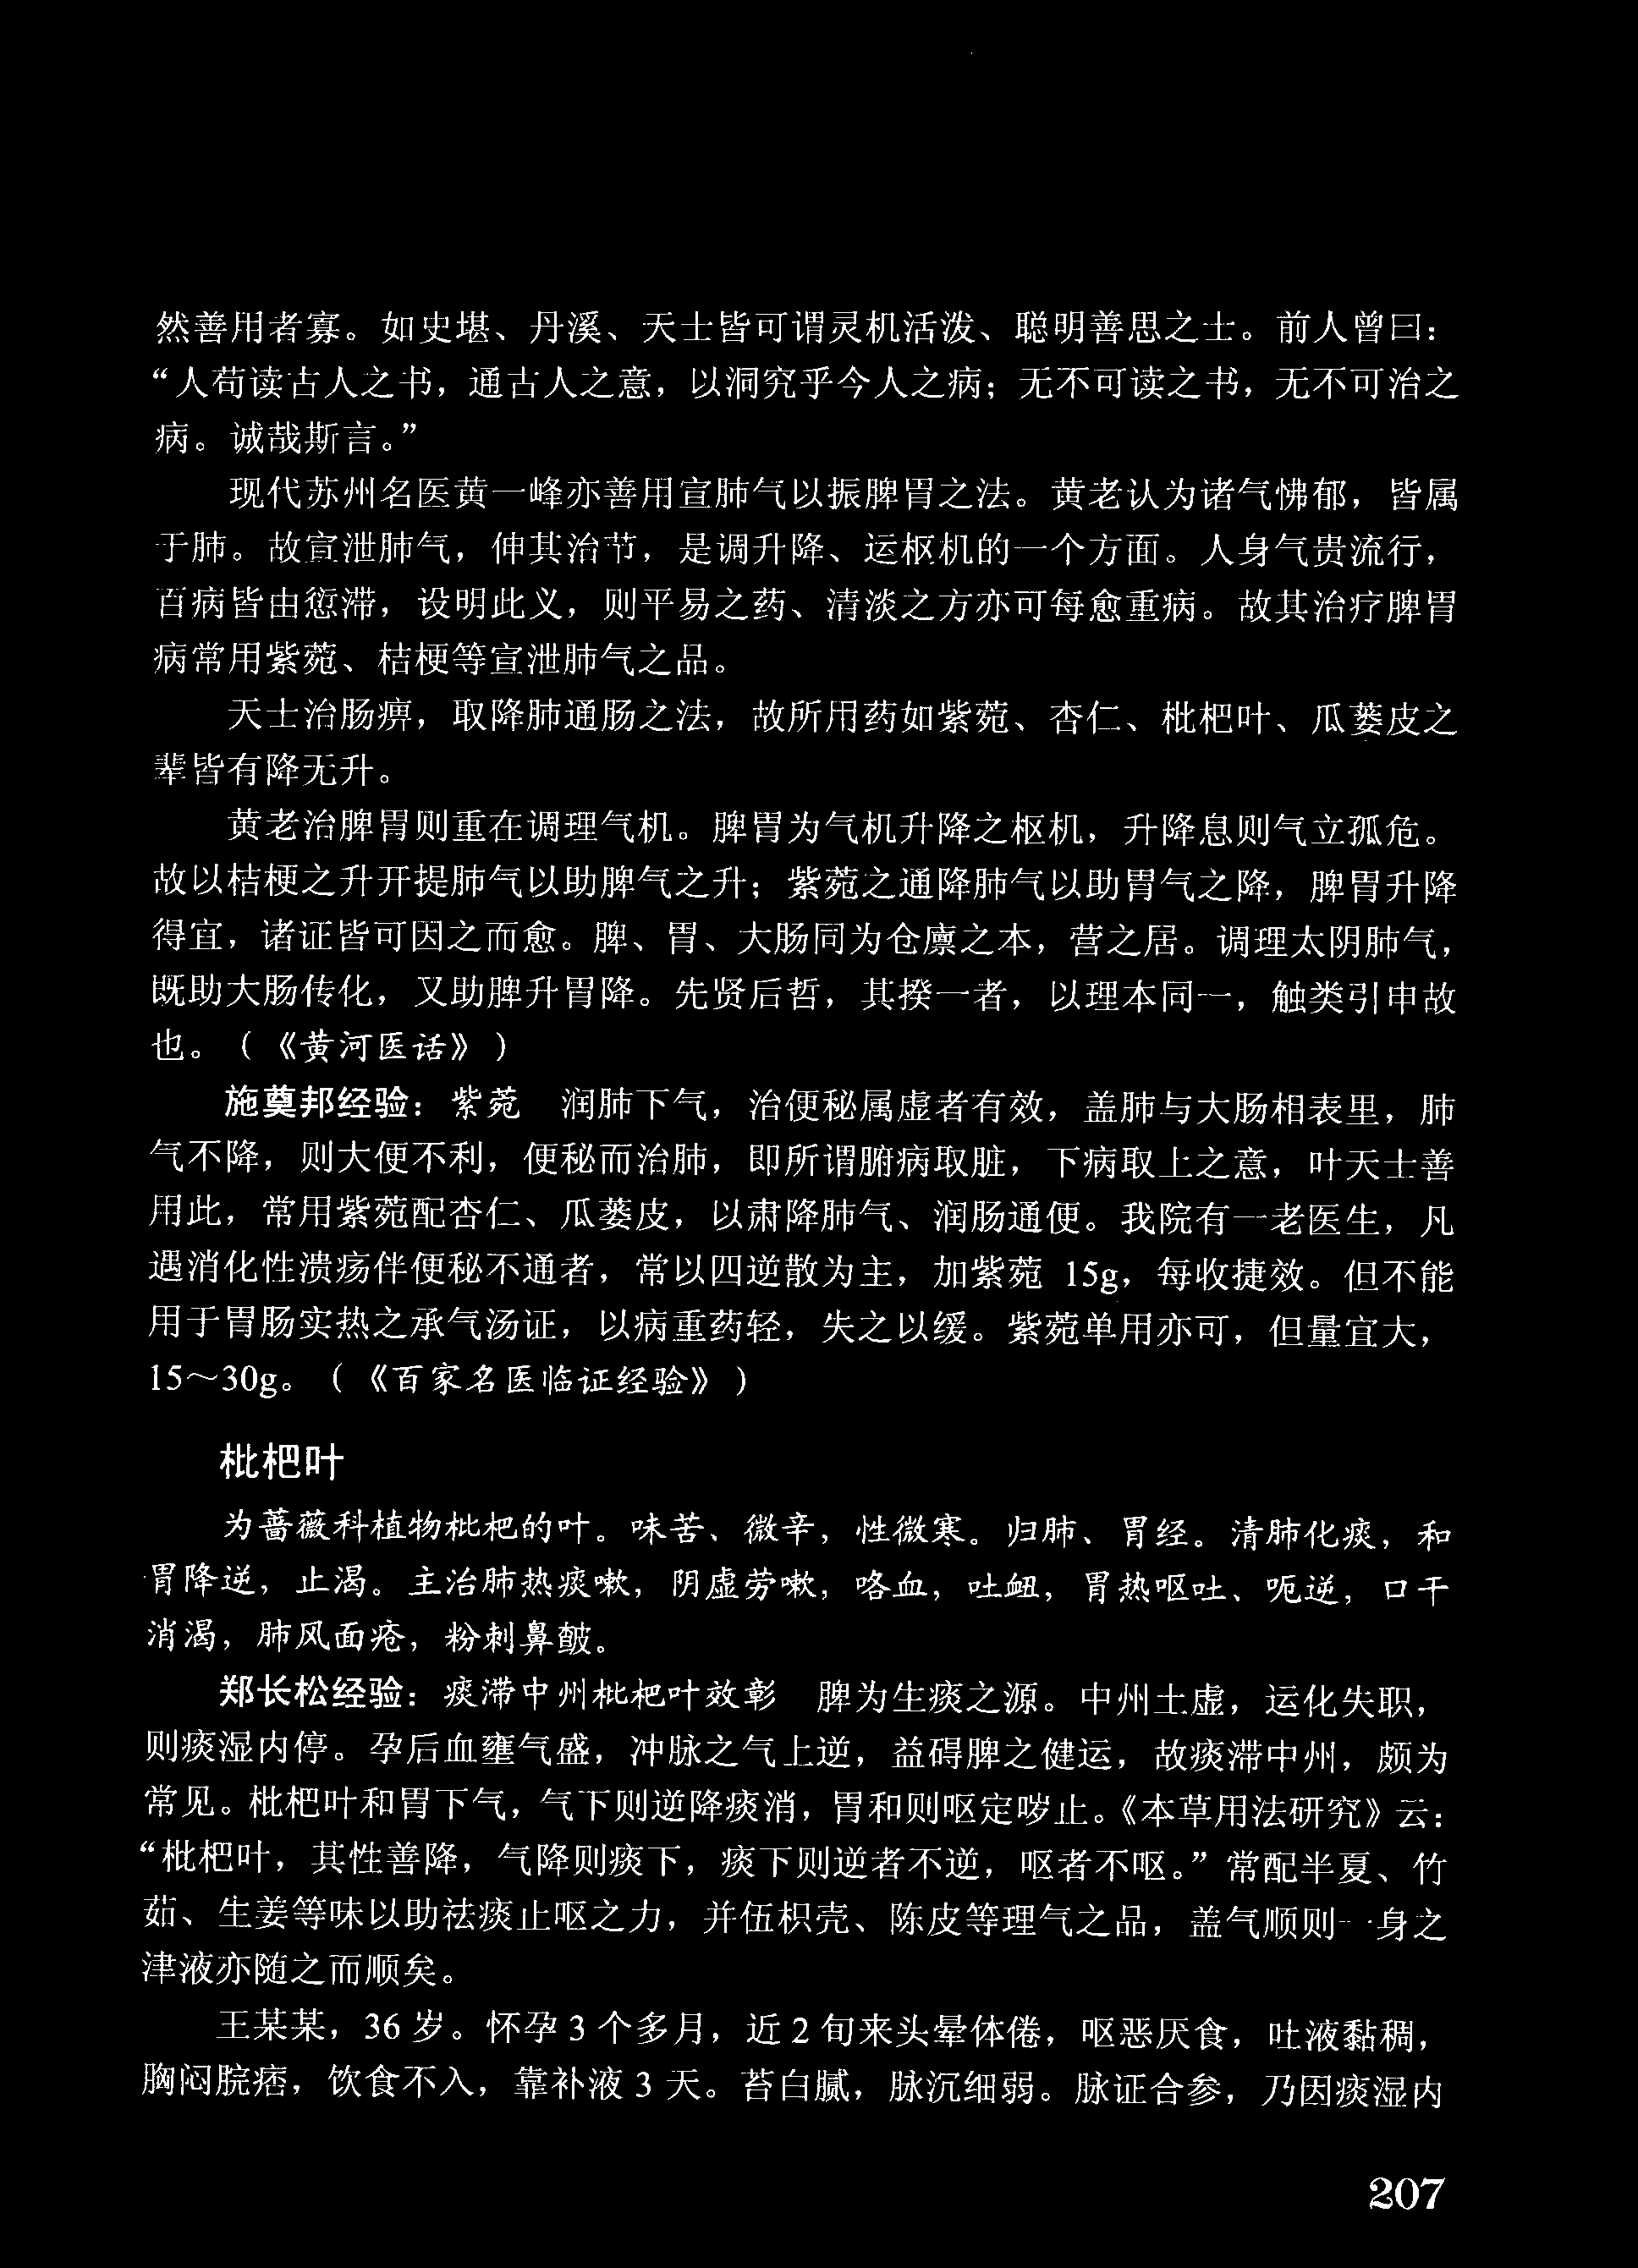 然善用者寡。如史堪、丹溪、天士皆可谓灵机活泼、聪明善思之士。前人曾曰：
“人苟读古人之书，通古人之意，以洞究乎今人之病；无不可读之书，无不可治之
病。诚哉斯言。”
现代苏州名医黄一峰亦善用宣肺气以振脾胃之法。黄老认为诸气怫郁，皆属
于肺。故宣泄肺气，伸其治节，是调升降、运枢机的一个方面。人身气贵流行，
百病皆由愆滞，设明此义，则平易之药、清淡之方亦可每愈重病。故其治疗脾胃
病常用紫菀、桔梗等宣泄肺气之品。
天士治肠痹，取降肺通肠之法，故所用药如紫菀、杏仁、枇杷叶、瓜蒌皮之
辈皆有降无升。
黄老治脾胃则重在调理气机。脾胃为气机升降之枢机，升降息则气立孤危。
故以桔梗之升开提肺气以助脾气之升；紫菀之通降肺气以助胃气之降，脾胃升降
得宜，诸证皆可因之而愈。脾、胃、大肠同为仓廪之本，营之居。调理太阴肺气，
既助大肠传化，又助脾升胃降。先贤后哲，其揆一者，以理本同一，触类引申故
也。（《黄河医话》）
施奠邦经验：紫菀　润肺下气，治便秘属虚者有效，盖肺与大肠相表里，肺
气不降，则大便不利，便秘而治肺，即所谓腑病取脏，下病取上之意，叶天士善
用此，常用紫菀配杏仁、瓜蒌皮，以肃降肺气、润肠通便。我院有一老医生，凡
遇消化性溃疡伴便秘不通者，常以四逆散为主，加紫菀 15g，每收捷效。但不能
用于胃肠实热之承气汤证，以病重药轻，失之以缓。紫菀单用亦可，但量宜大，
15～30g。（《百家名医临证经验》）
枇杷叶
为蔷薇科植物枇杷的叶。味苦、微辛，性微寒。归肺、胃经。清肺化痰，和
胃降逆，止渴。主治肺热痰嗽，阴虚劳嗽，咯血，吐衄，胃热呕吐、呃逆，口干
消渴，肺风面疮，粉刺鼻皶。
郑长松经验：痰滞中州枇杷叶效彰　脾为生痰之源。中州土虚，运化失职，
则痰湿内停。孕后血壅气盛，冲脉之气上逆，益碍脾之健运，故痰滞中州，颇为
常见。枇杷叶和胃下气，气下则逆降痰消，胃和则呕定哕止。《本草用法研究》云：
“枇杷叶，其性善降，气降则痰下，痰下则逆者不逆，呕者不呕。”常配半夏、竹
茹、生姜等味以助祛痰止呕之力，并伍枳壳、陈皮等理气之品，盖气顺则一身之
津液亦随之而顺矣。
王某某，36 岁。怀孕 3 个多月，近 2 旬来头晕体倦，呕恶厌食，吐液黏稠，
胸闷脘痞，饮食不入，靠补液 3 天。苔白腻，脉沉细弱。脉证合参，乃因痰湿内
207